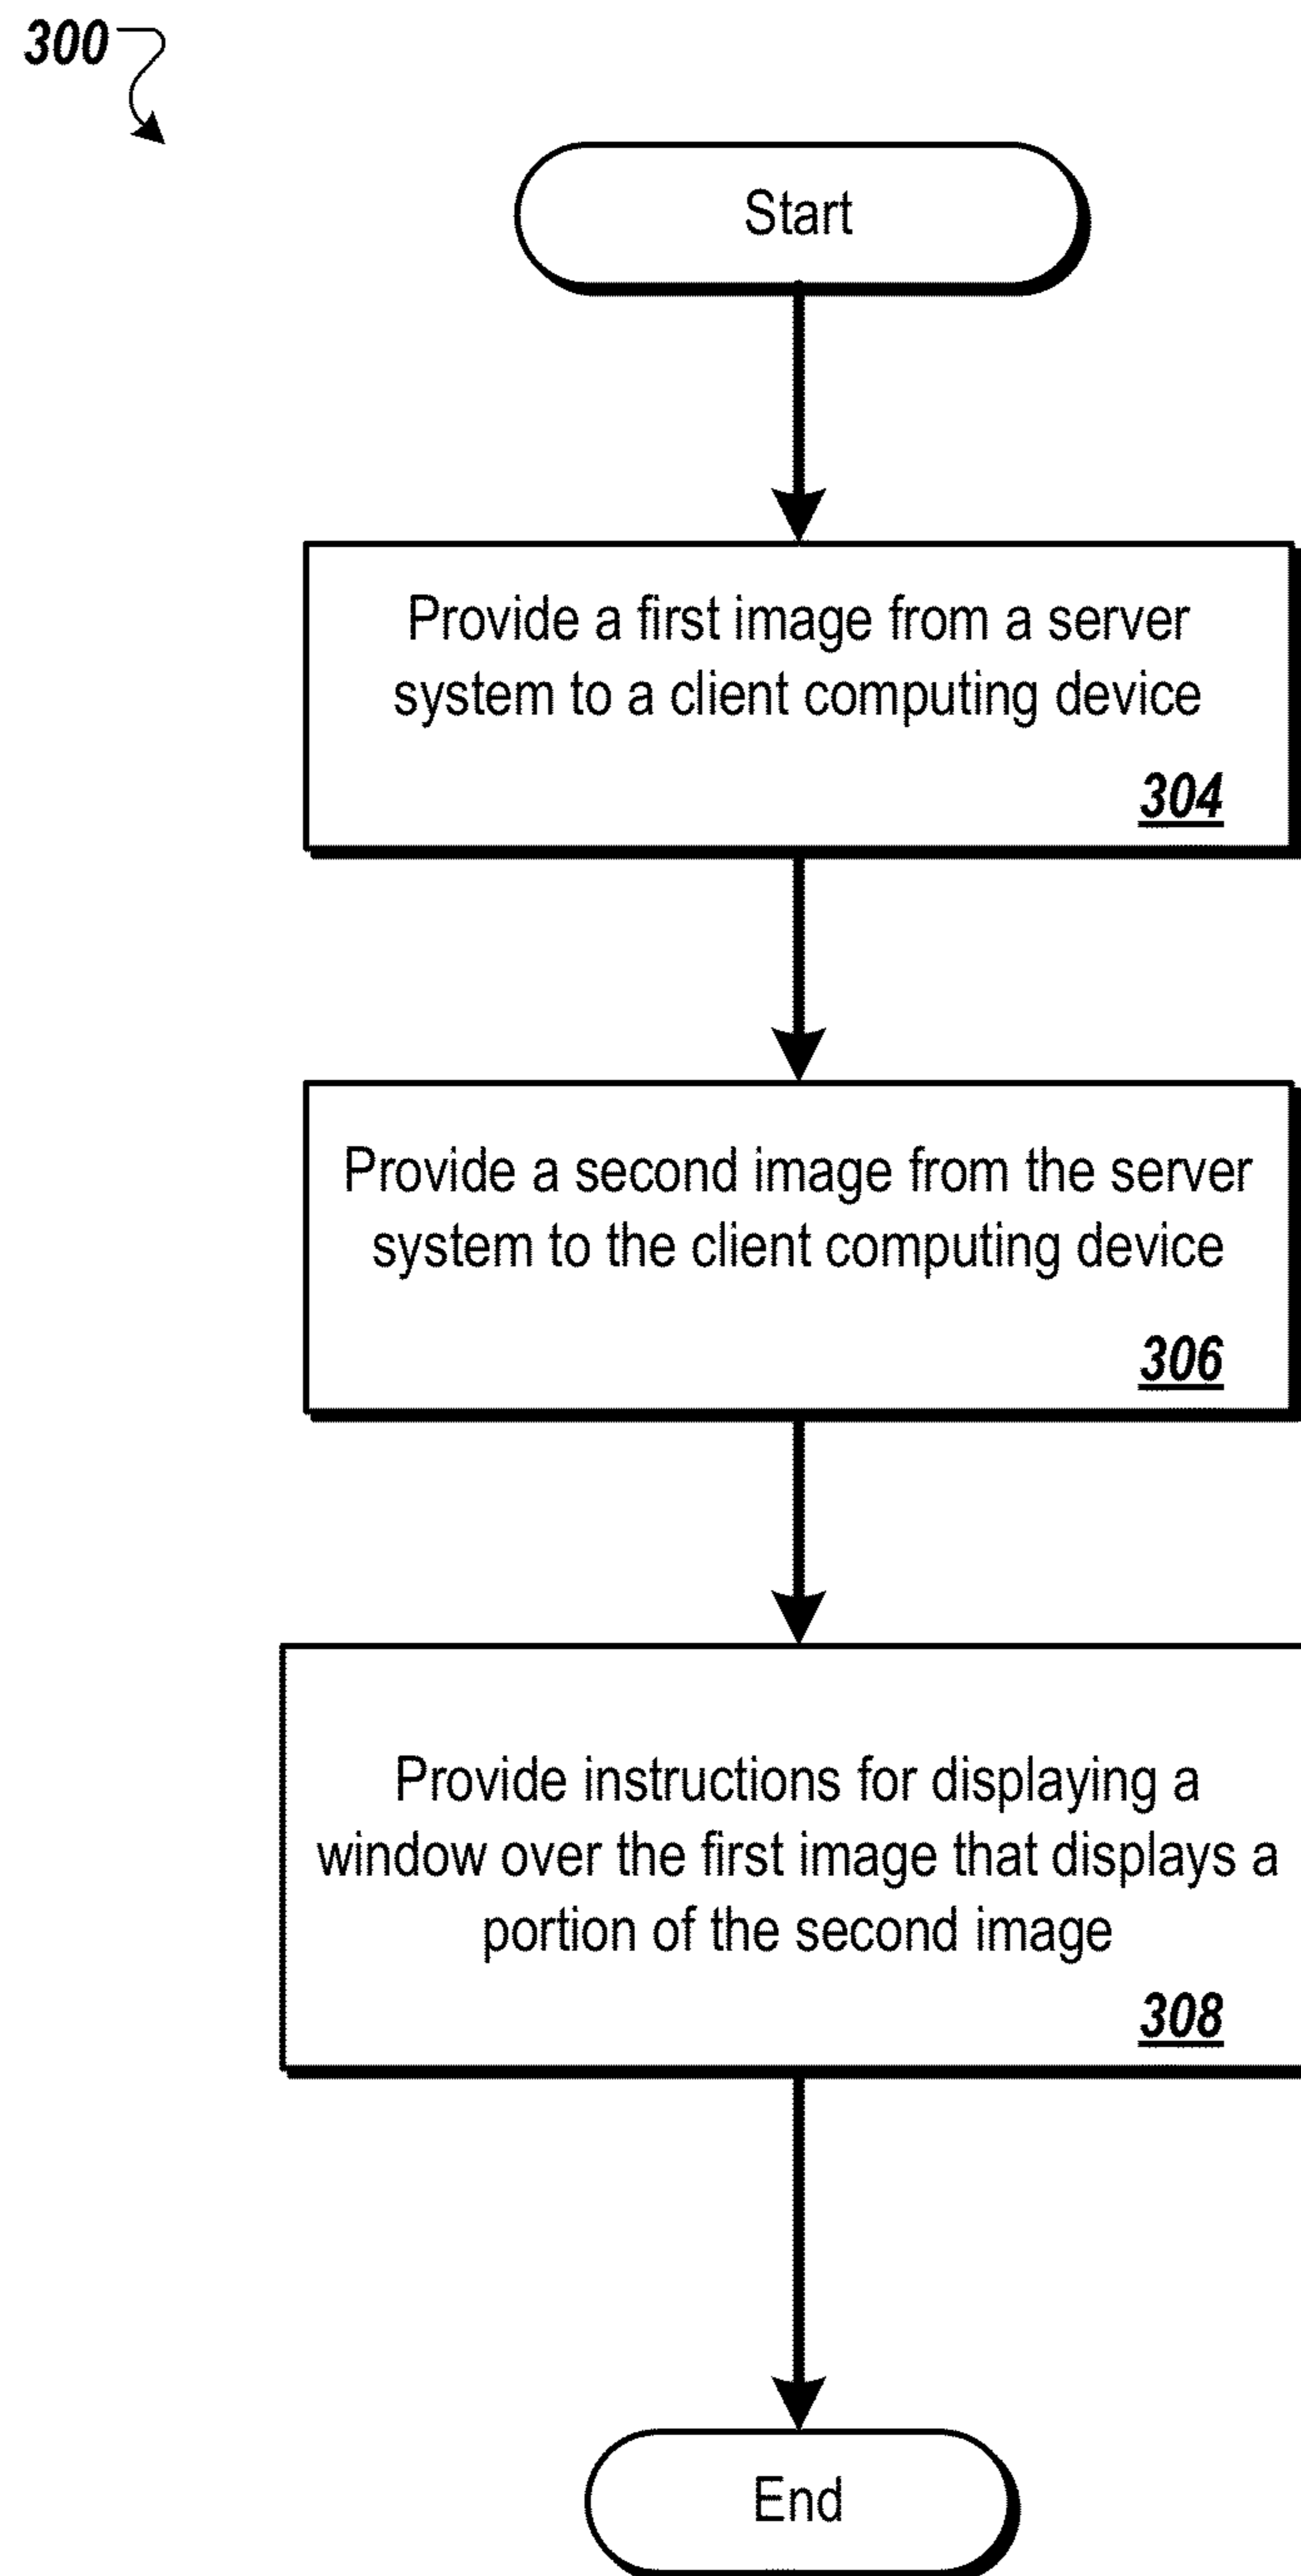 300
Start
Provide a first image from a server
system to a client computing device
304
Provide a second image from the server
system to the client computing device
306
Provide instructions for displaying a
window over the first image that displays a
portion of the second image
308
End